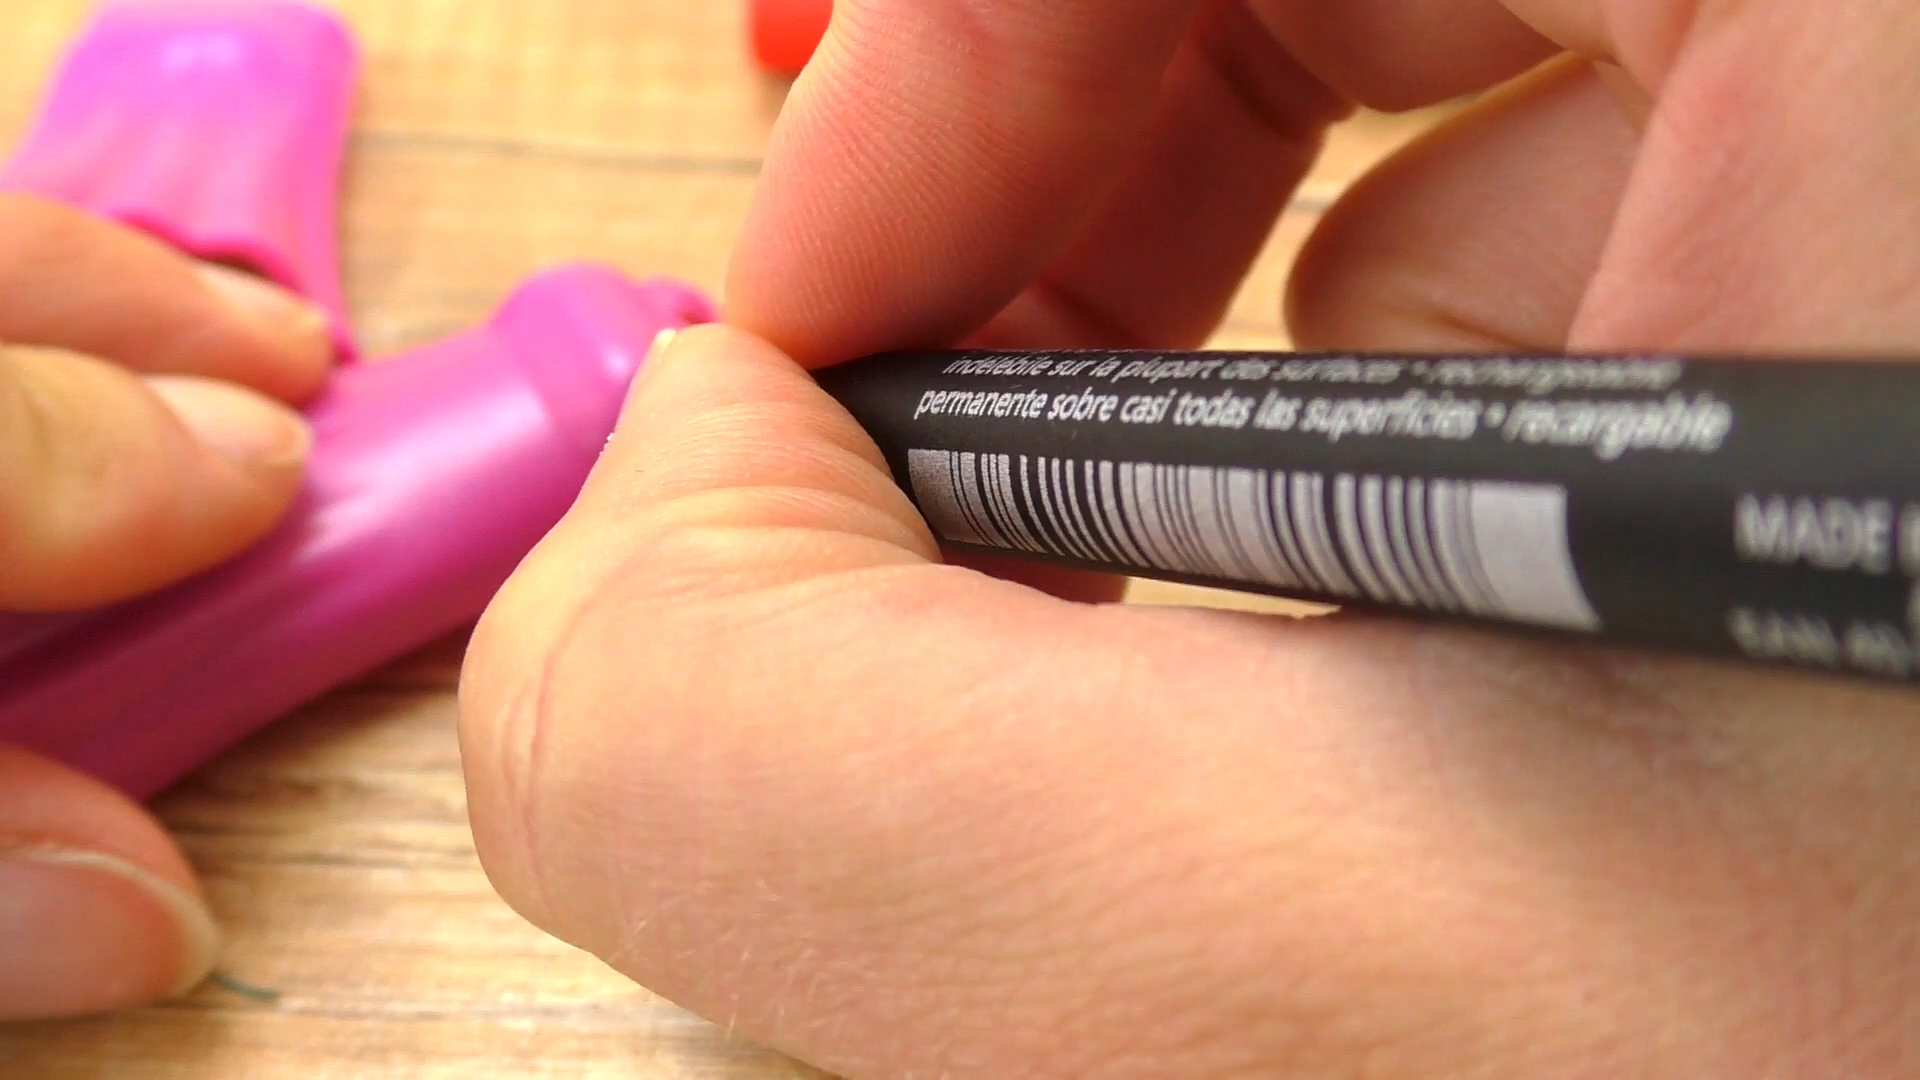 indélébile sur la plupart des surfaces • rechargeable
permanente sobre casi todas las superficies • recargable
MADE